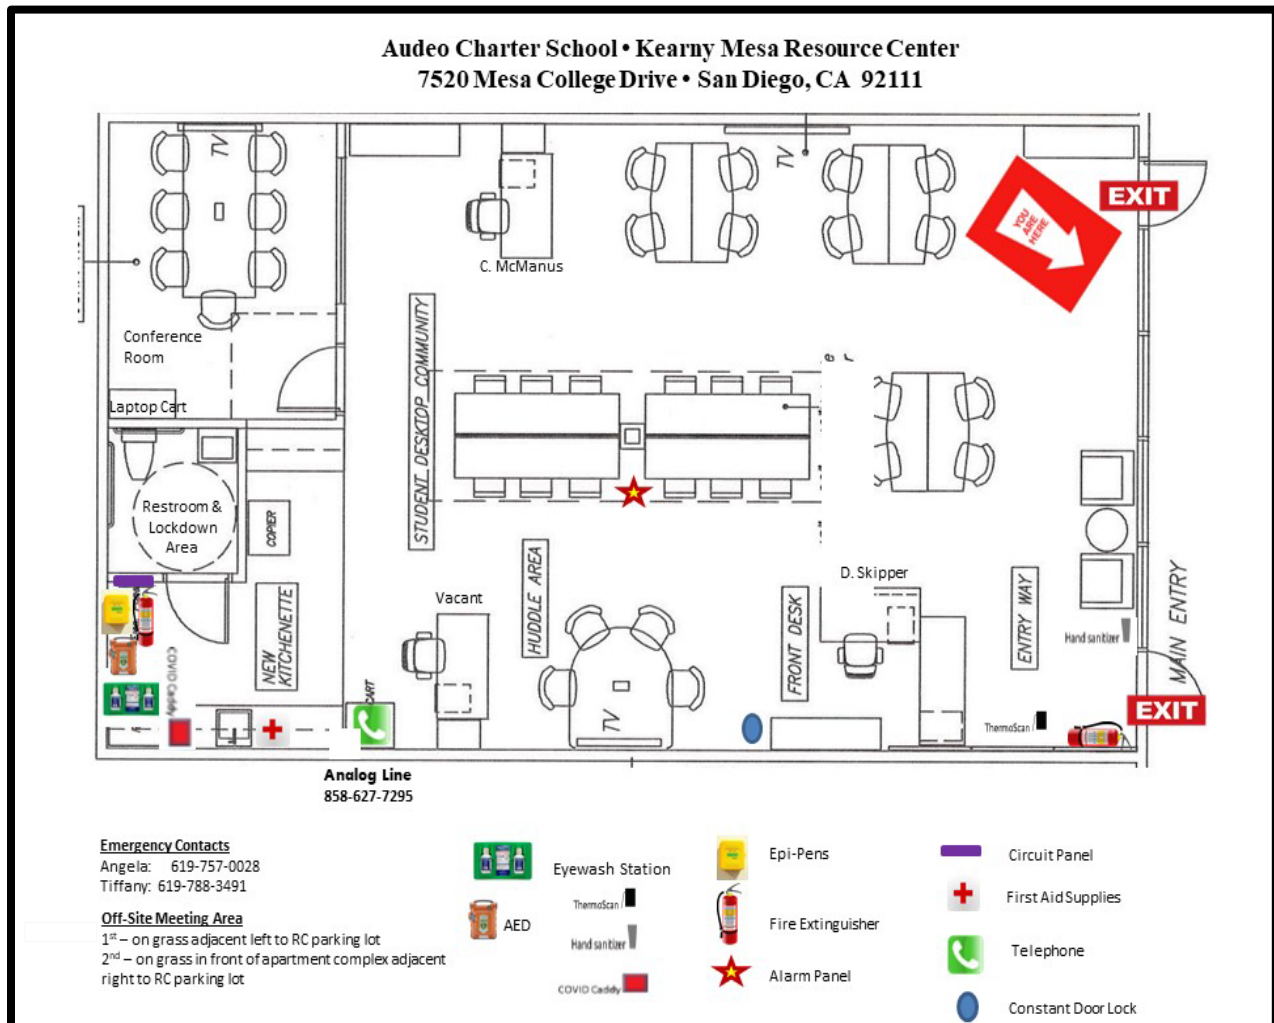 Audeo Charter School • Kearny Mesa Resource Center
7520 Mesa College Drive • San Diego, CA 92111
TV
TV
EXIT
YOU
ARE
HERE
C. McManus
Conference
Room
STUDENT DESKTOP COMMUNITY
Laptop Cart
Restroom &
Lockdown
Area
COPIER
HUDDLE AREA
D. Skipper
Vacant
FRONT DESK
ENTRY WAY
MAIN ENTRY
NEW
KITCHENETTE
Hand sanitizer
COVID Caddy
CART
TV
ThermoScan
EXIT
Analog Line
858-627-7295
Emergency Contacts
Angela: 619-757-0028
Tiffany: 619-788-3491
Off-Site Meeting Area
1st – on grass adjacent left to RC parking lot
2nd – on grass in front of apartment complex adjacent
right to RC parking lot
Eyewash Station
ThermoScan
AED
Hand sanitizer
COVID Caddy
Epi-Pens
Fire Extinguisher
Alarm Panel
Circuit Panel
First Aid Supplies
Telephone
Constant Door Lock